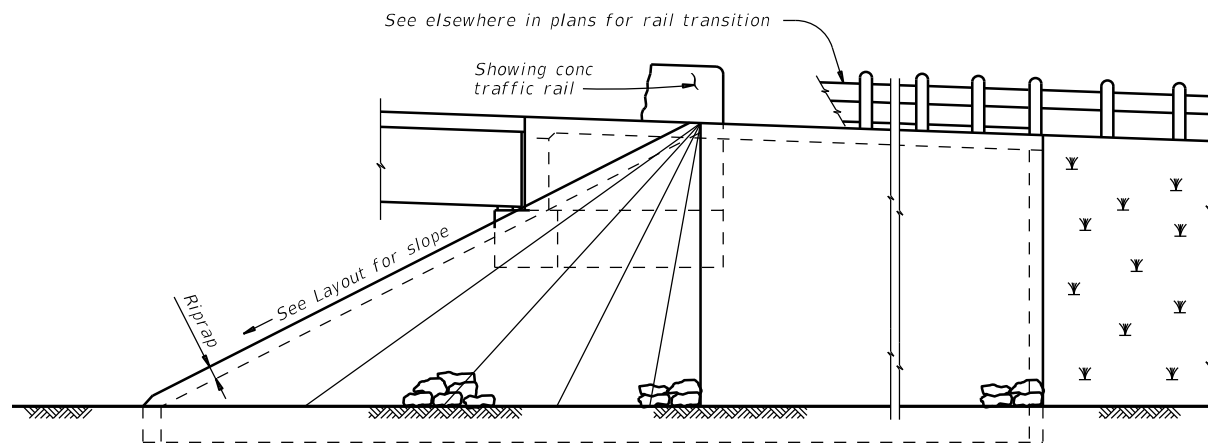 See elsewhere in plans for rail transition
Showing conc
traffic rail
See Layout for slope
Riprap